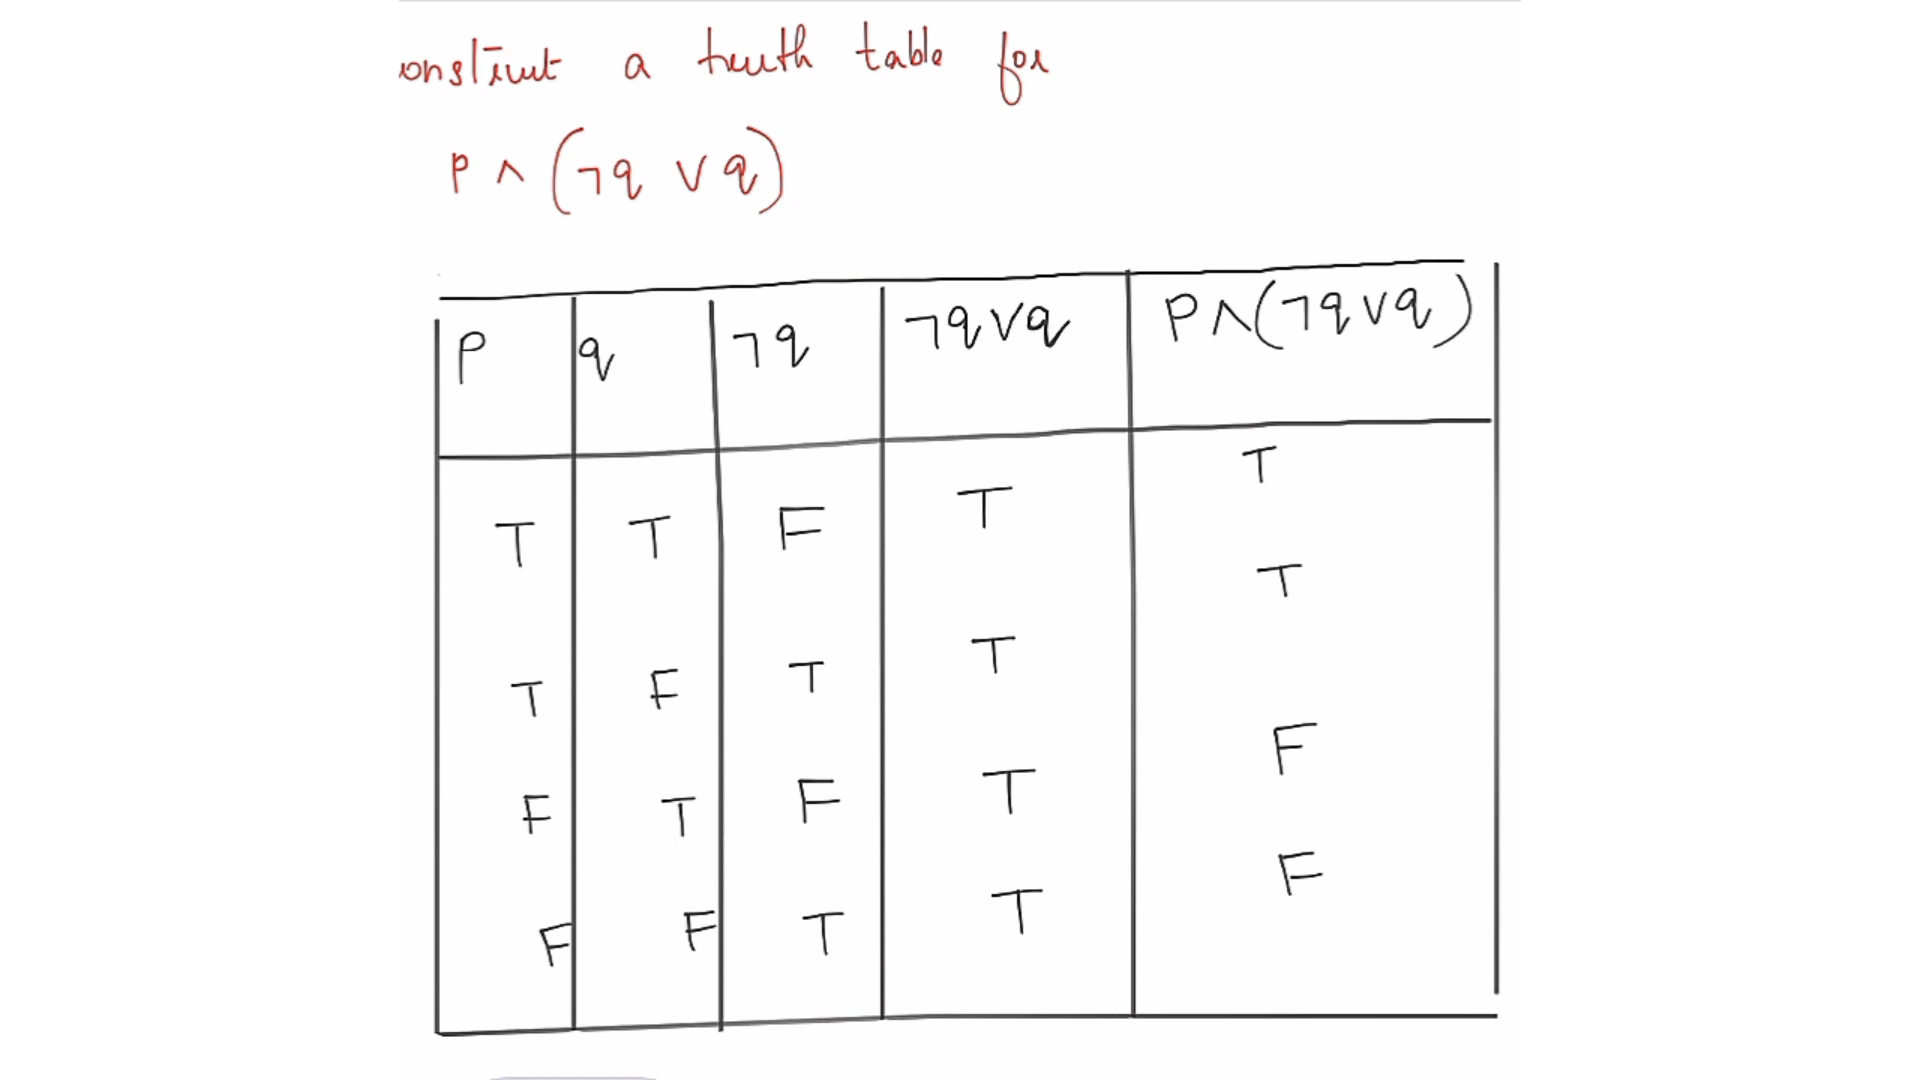 onstruct a truth table for
P ∧ (¬q ∨ q)
P q ¬q ¬q∨q P∧(¬q∨q)
T T F T T
T F T T T
F T F T F
F F T T F